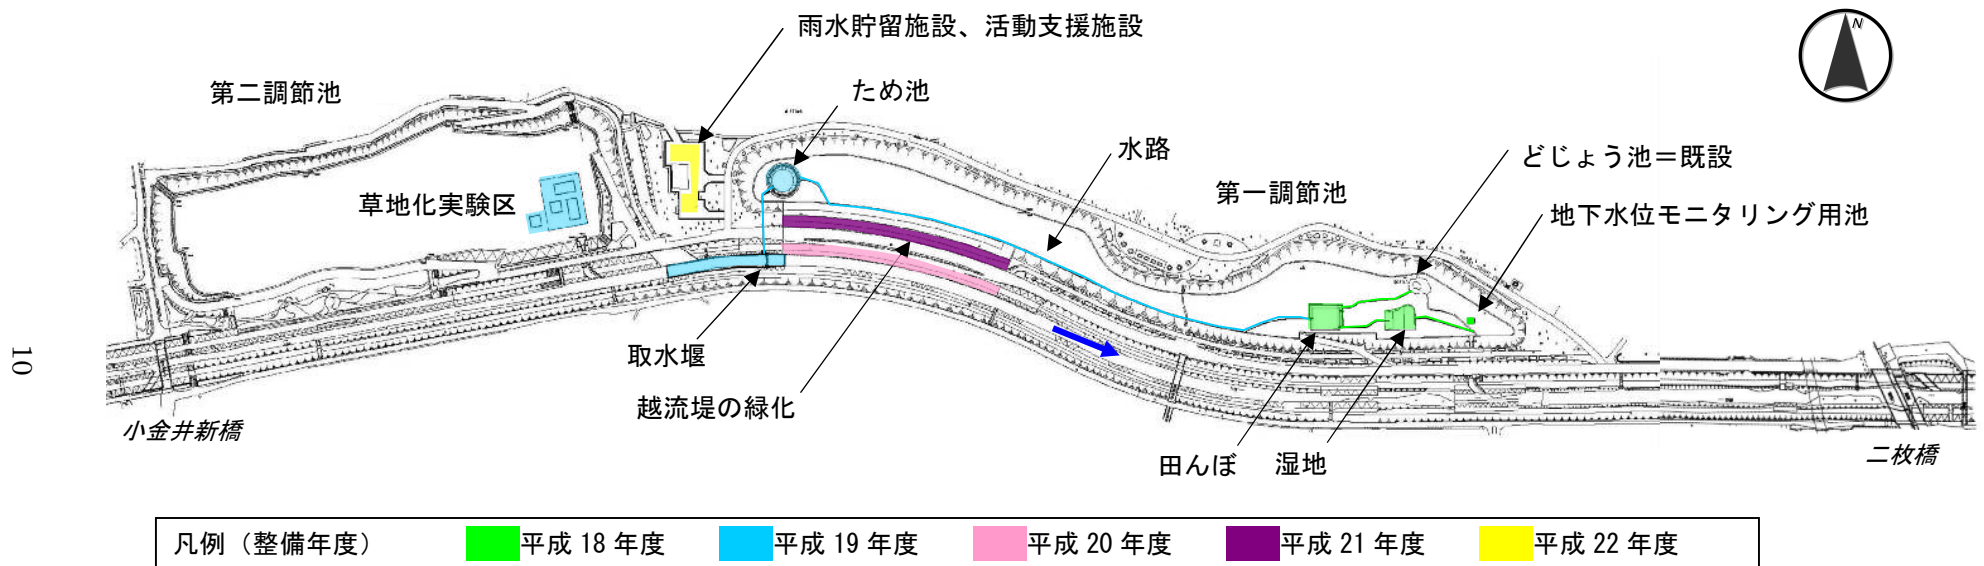 雨水貯留施設、活動支援施設
N
第二調節池
ため池
水路
どじょう池＝既設
第一調節池
草地化実験区
地下水位モニタリング用池
取水堰
越流堤の緑化
小金井新橋
田んぼ
湿地
二枚橋
10
凡例（整備年度）
平成 18 年度
平成 19 年度
平成 20 年度
平成 21 年度
平成 22 年度